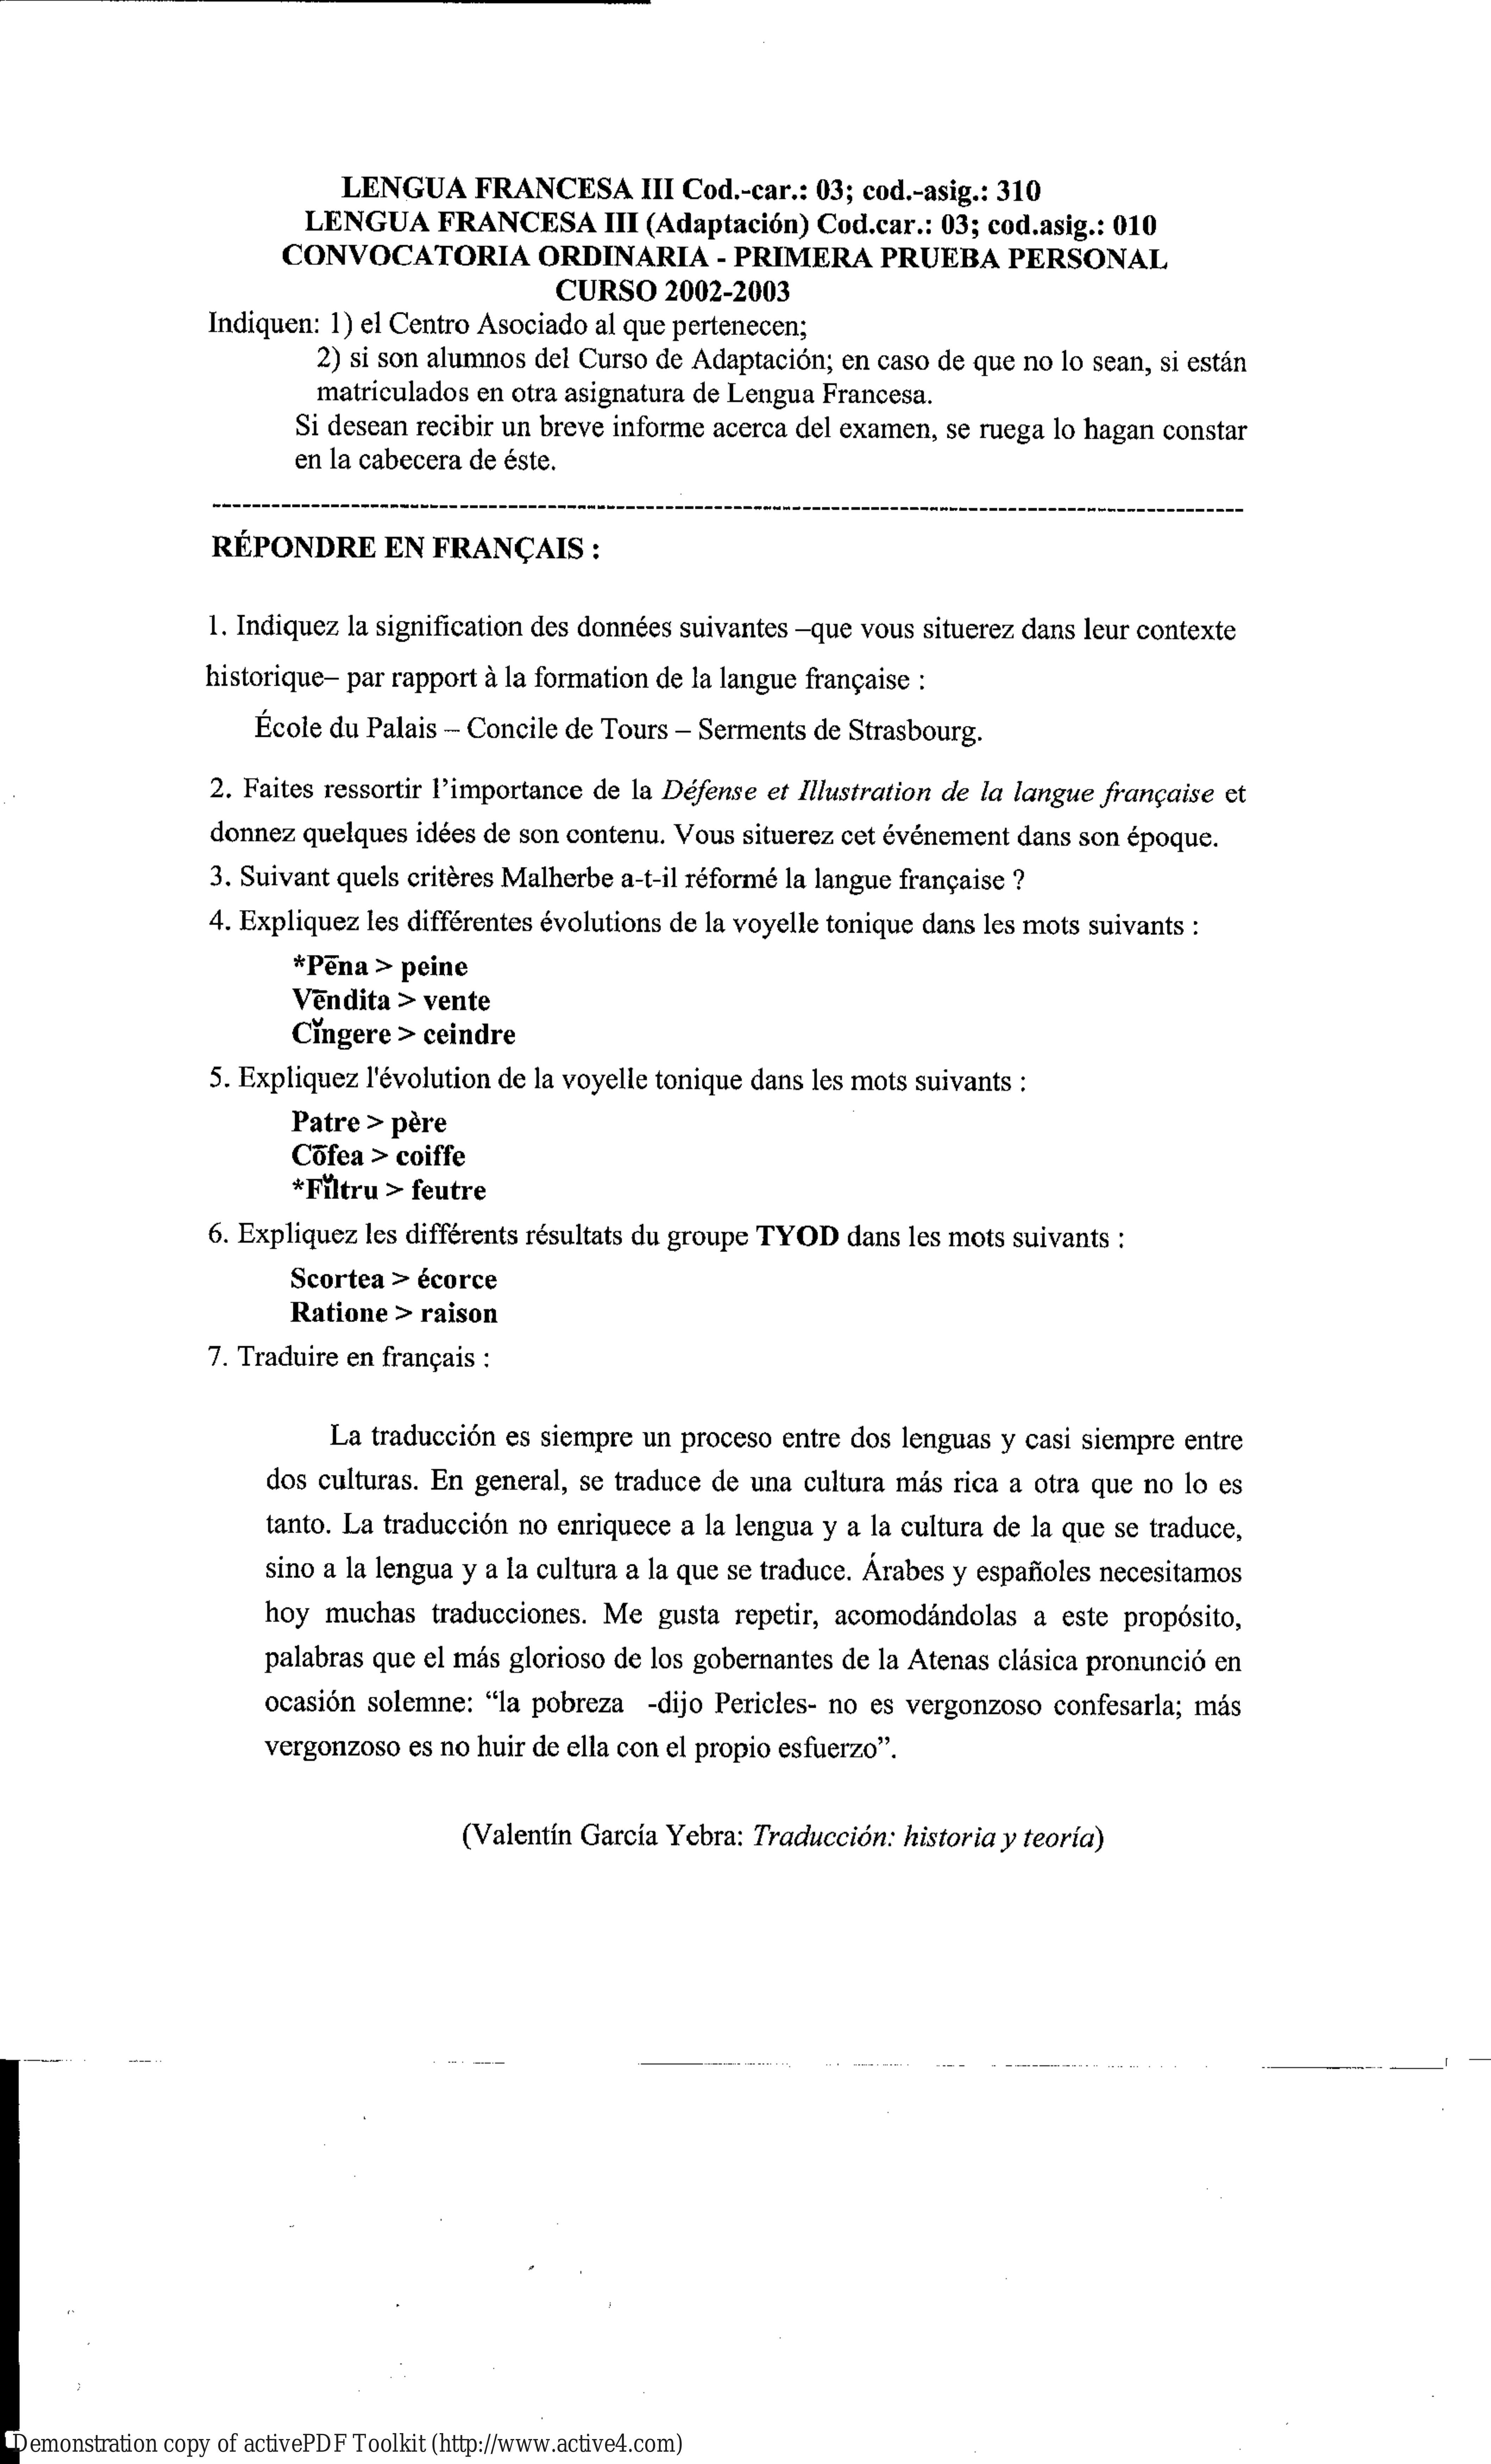 LENGUA FRANCESA III Cod.-car.: 03; cod.-asig.: 310
LENGUA FRANCESA III (Adaptación) Cod.car.: 03; cod.asig.: 010
CONVOCATORIA ORDINARIA - PRIMERA PRUEBA PERSONAL
CURSO 2002-2003
Indiquen: 1) el Centro Asociado al que pertenecen;
2) si son alumnos del Curso de Adaptación; en caso de que no lo sean, si están
matriculados en otra asignatura de Lengua Francesa.
Si desean recibir un breve informe acerca del examen, se ruega lo hagan constar
en la cabecera de éste.
RÉPONDRE EN FRANÇAIS :
1. Indiquez la signification des données suivantes –que vous situerez dans leur contexte
historique– par rapport à la formation de la langue française :
École du Palais – Concile de Tours – Serments de Strasbourg.
2. Faites ressortir l'importance de la Défense et Illustration de la langue française et
donnez quelques idées de son contenu. Vous situerez cet événement dans son époque.
3. Suivant quels critères Malherbe a-t-il réformé la langue française ?
4. Expliquez les différentes évolutions de la voyelle tonique dans les mots suivants :
*Pēna > peine
Vēndita > vente
Cĭngere > ceindre
5. Expliquez l'évolution de la voyelle tonique dans les mots suivants :
Patre > père
Cōfea > coiffe
*Fĭltru > feutre
6. Expliquez les différents résultats du groupe TYOD dans les mots suivants :
Scortea > écorce
Ratione > raison
7. Traduire en français :
La traducción es siempre un proceso entre dos lenguas y casi siempre entre
dos culturas. En general, se traduce de una cultura más rica a otra que no lo es
tanto. La traducción no enriquece a la lengua y a la cultura de la que se traduce,
sino a la lengua y a la cultura a la que se traduce. Árabes y españoles necesitamos
hoy muchas traducciones. Me gusta repetir, acomodándolas a este propósito,
palabras que el más glorioso de los gobernantes de la Atenas clásica pronunció en
ocasión solemne: “la pobreza -dijo Pericles- no es vergonzoso confesarla; más
vergonzoso es no huir de ella con el propio esfuerzo”.
(Valentín García Yebra: Traducción: historia y teoría)
Demonstration copy of activePDF Toolkit (http://www.active4.com)